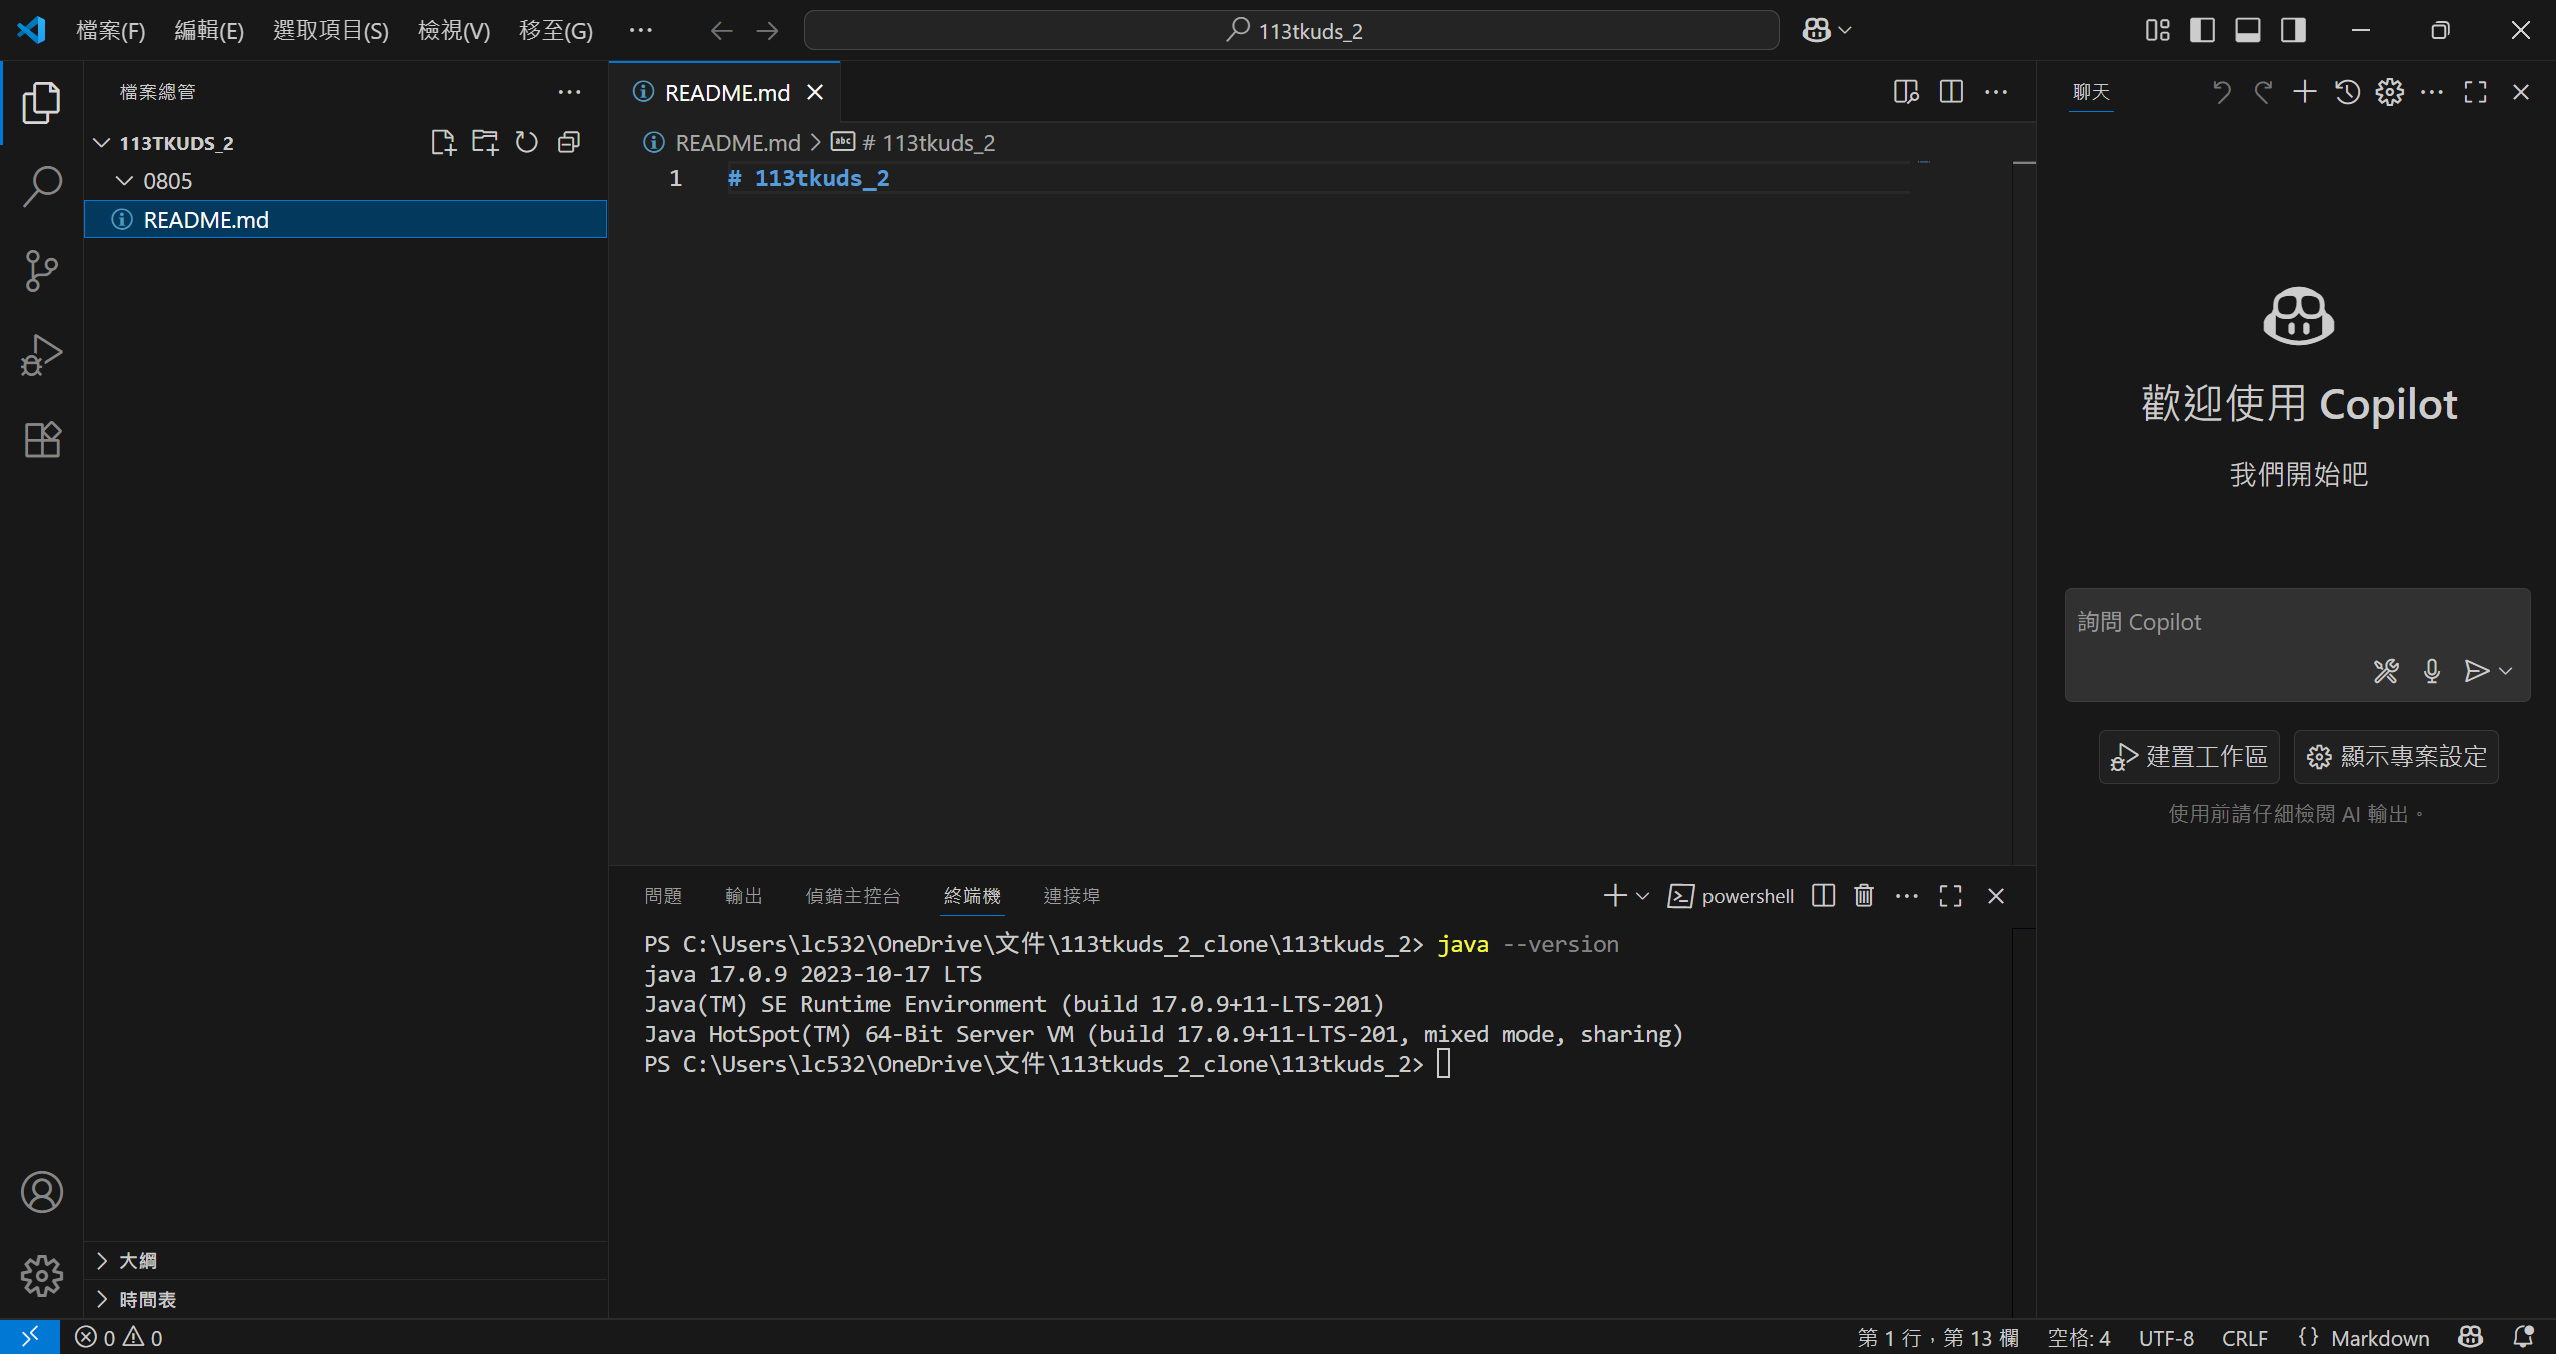 檔案(F) 編輯(E) 選取項目(S) 檢視(V) 移至(G) ··· 113tkuds_2
檔案總管
113TKUDS_2
0805
README.md
README.md
README.md > # 113tkuds_2
1 # 113tkuds_2
聊天
歡迎使用 Copilot
我們開始吧
詢問 Copilot
建置工作區 顯示專案設定
使用前請仔細檢閱 AI 輸出。
問題 輸出 偵錯主控台 終端機 連接埠 powershell
PS C:\Users\lc532\OneDrive\文件\113tkuds_2_clone\113tkuds_2> java --version
java 17.0.9 2023-10-17 LTS
Java(TM) SE Runtime Environment (build 17.0.9+11-LTS-201)
Java HotSpot(TM) 64-Bit Server VM (build 17.0.9+11-LTS-201, mixed mode, sharing)
PS C:\Users\lc532\OneDrive\文件\113tkuds_2_clone\113tkuds_2>
大綱
時間表
0 0 第 1 行，第 13 欄 空格: 4 UTF-8 CRLF {} Markdown